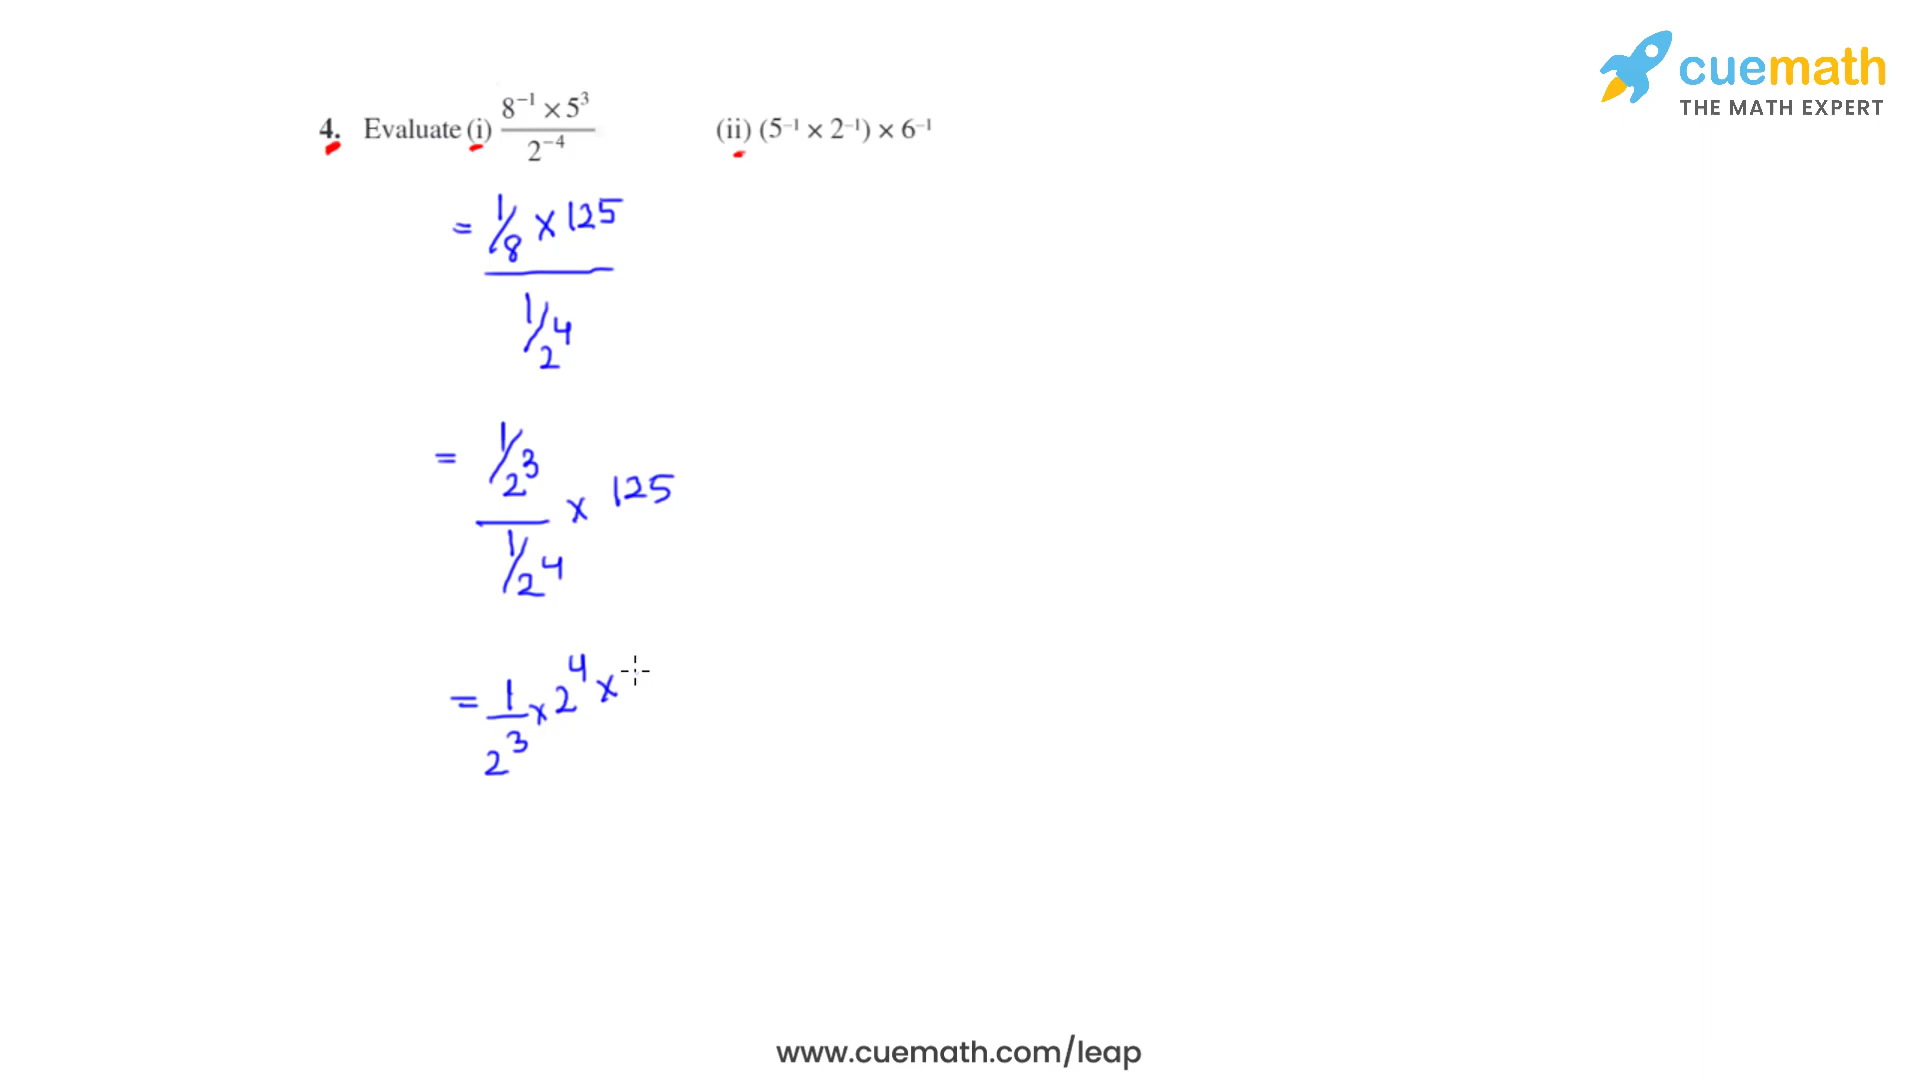 cuemath
THE MATH EXPERT
4. Evaluate (i) (8⁻¹ × 5³)/(2⁻⁴) (ii) (5⁻¹ × 2⁻¹) × 6⁻¹
= (1/8 × 125)/(1/2⁴)
= (1/2³)/(1/2⁴) × 125
= 1/2³ × 2⁴ ×
www.cuemath.com/leap